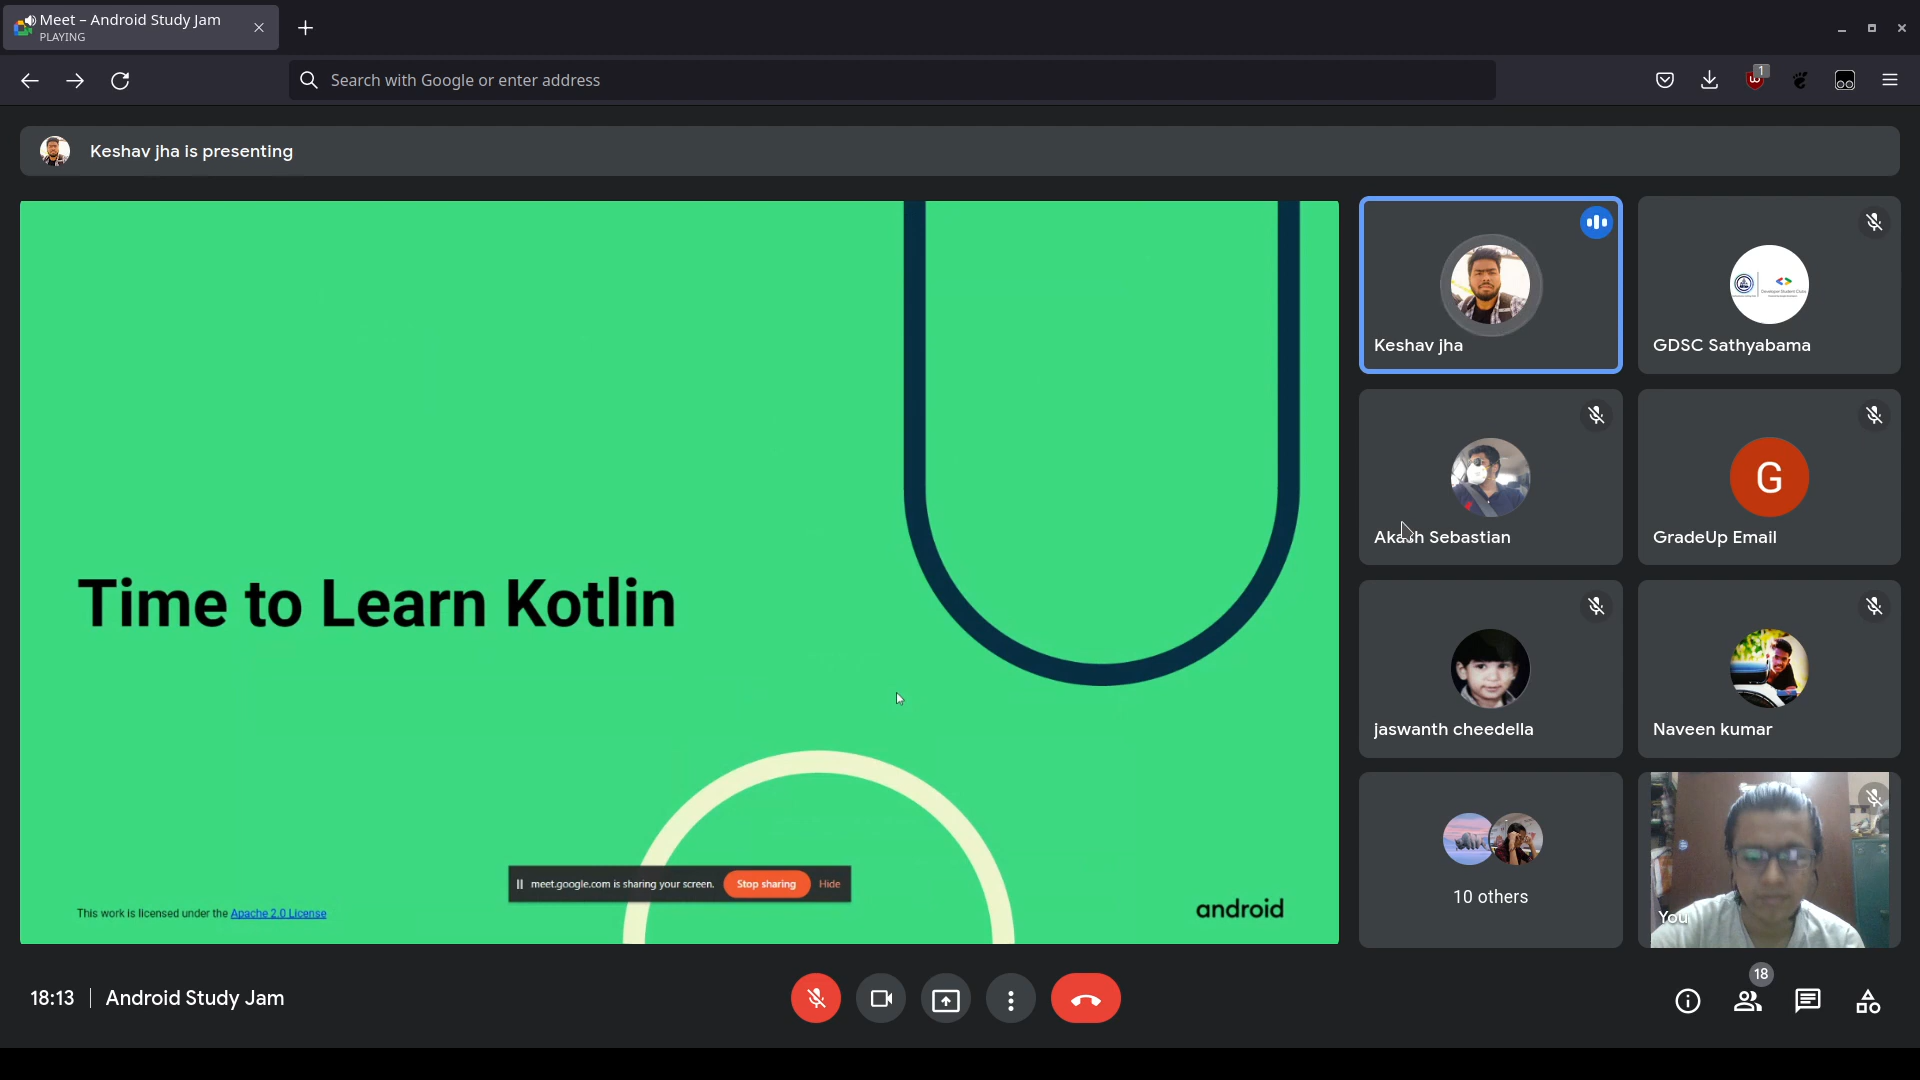 Meet – Android Study Jam
PLAYING
Search with Google or enter address
1
Keshav jha is presenting
Time to Learn Kotlin
meet.google.com is sharing your screen. Stop sharing Hide
This work is licensed under the Apache 2.0 License
android
Keshav jha
GDSC Sathyabama
Akash Sebastian
G
GradeUp Email
jaswanth cheedella
Naveen kumar
10 others
You
18:13 | Android Study Jam
18